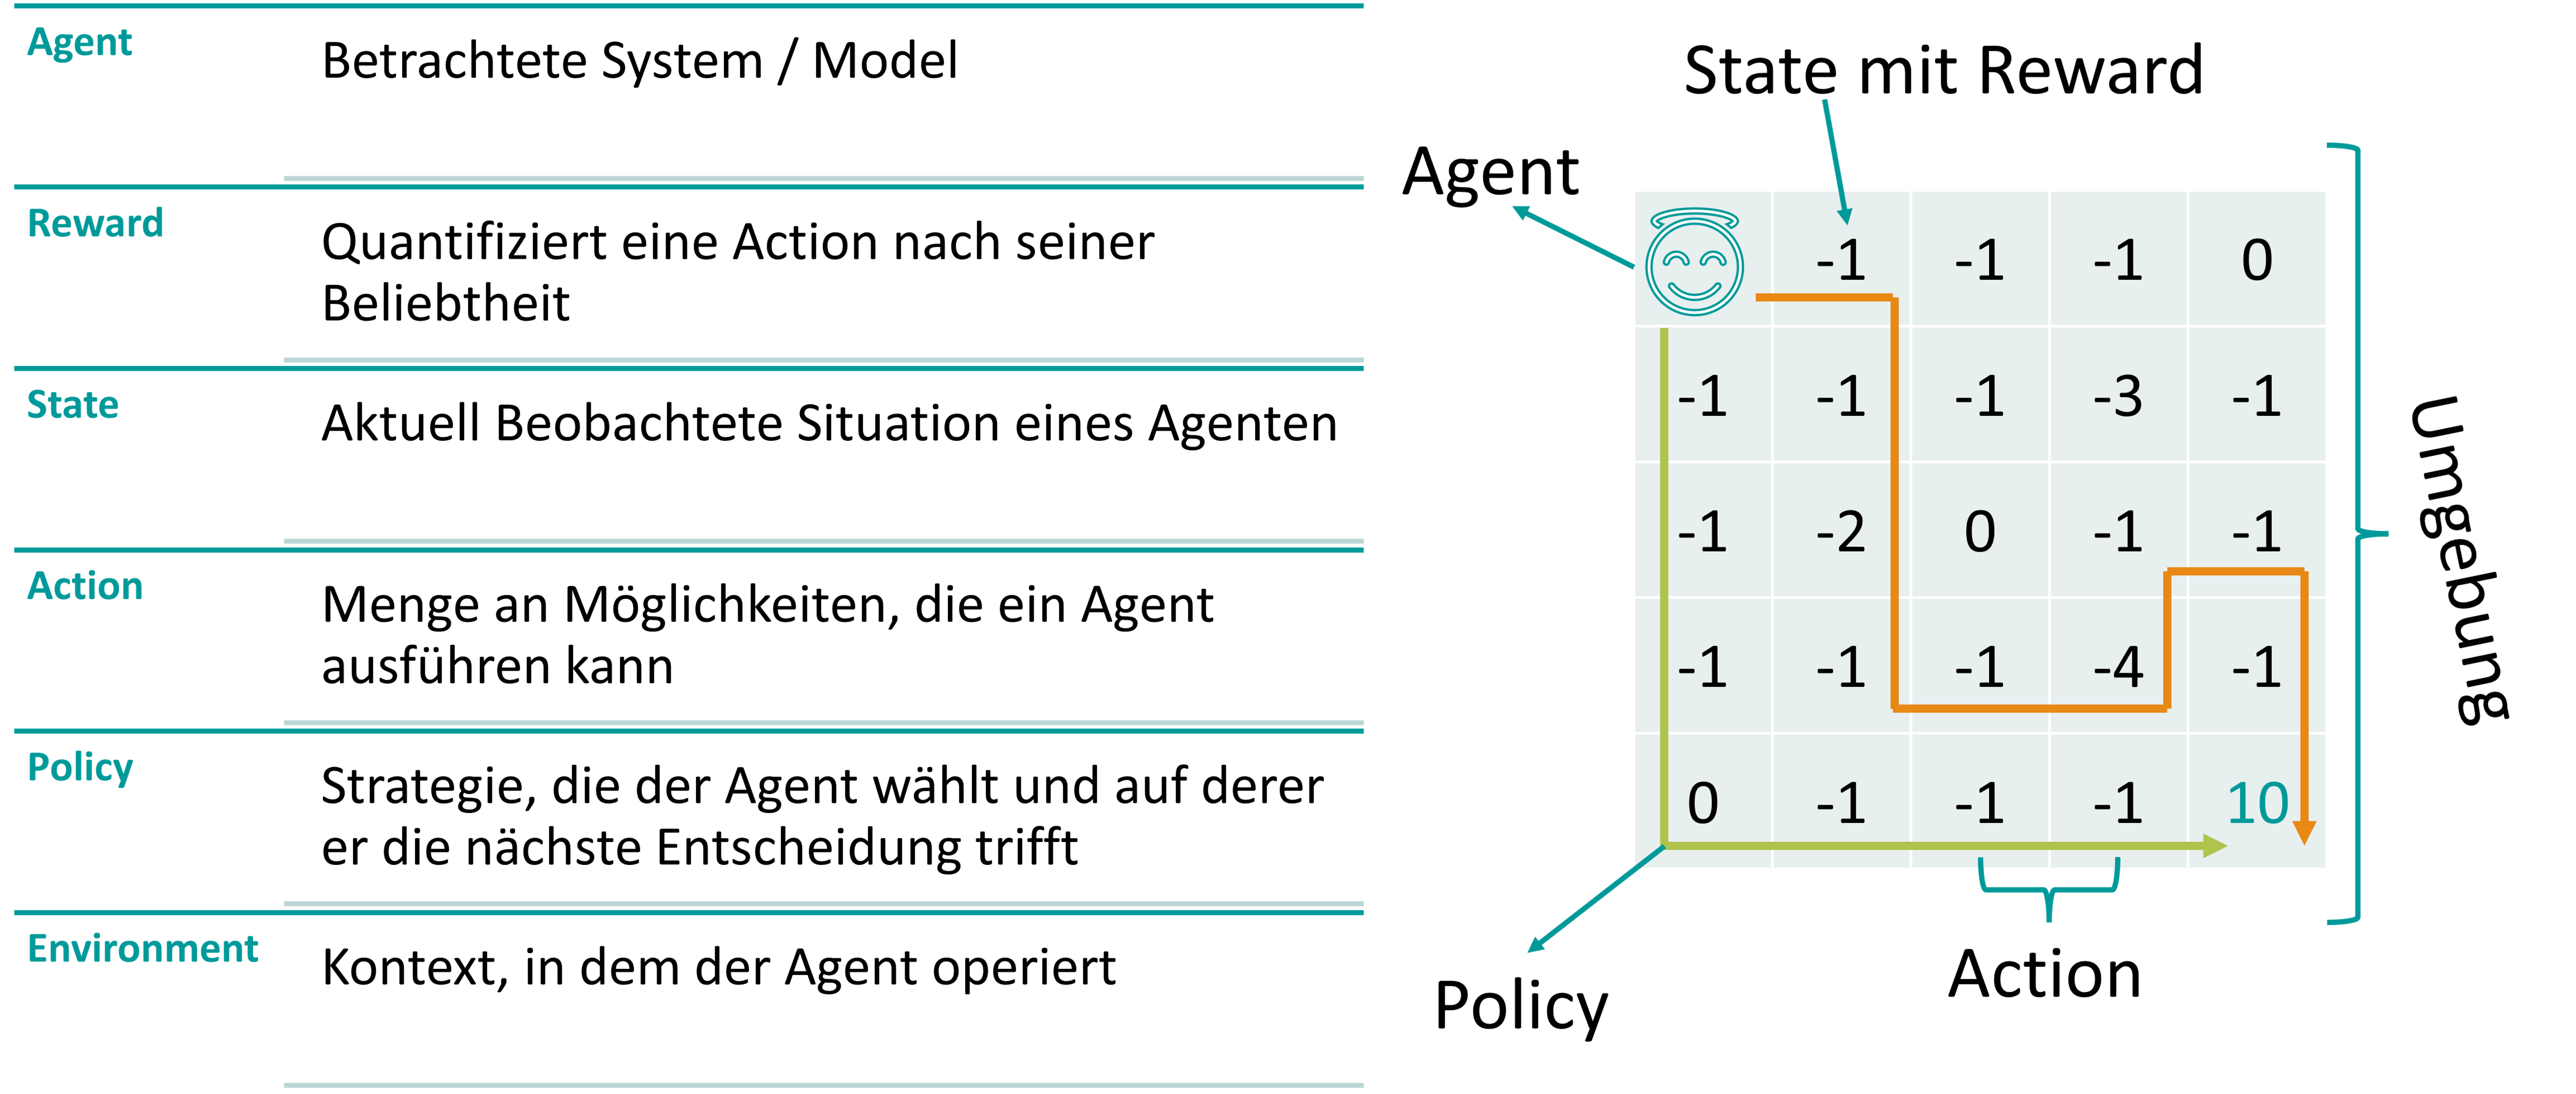 Agent
Betrachtete System / Model
Reward
Quantifiziert eine Action nach seiner
Beliebtheit
State
Aktuell Beobachtete Situation eines Agenten
Action
Menge an Möglichkeiten, die ein Agent
ausführen kann
Policy
Strategie, die der Agent wählt und auf derer
er die nächste Entscheidung trifft
Environment
Kontext, in dem der Agent operiert
State mit Reward
Agent
-1 -1 -1 0
-1 -1 -1 -3 -1
-1 -2 0 -1 -1
-1 -1 -1 -4 -1
0 -1 -1 -1 10
Umgebung
Action
Policy